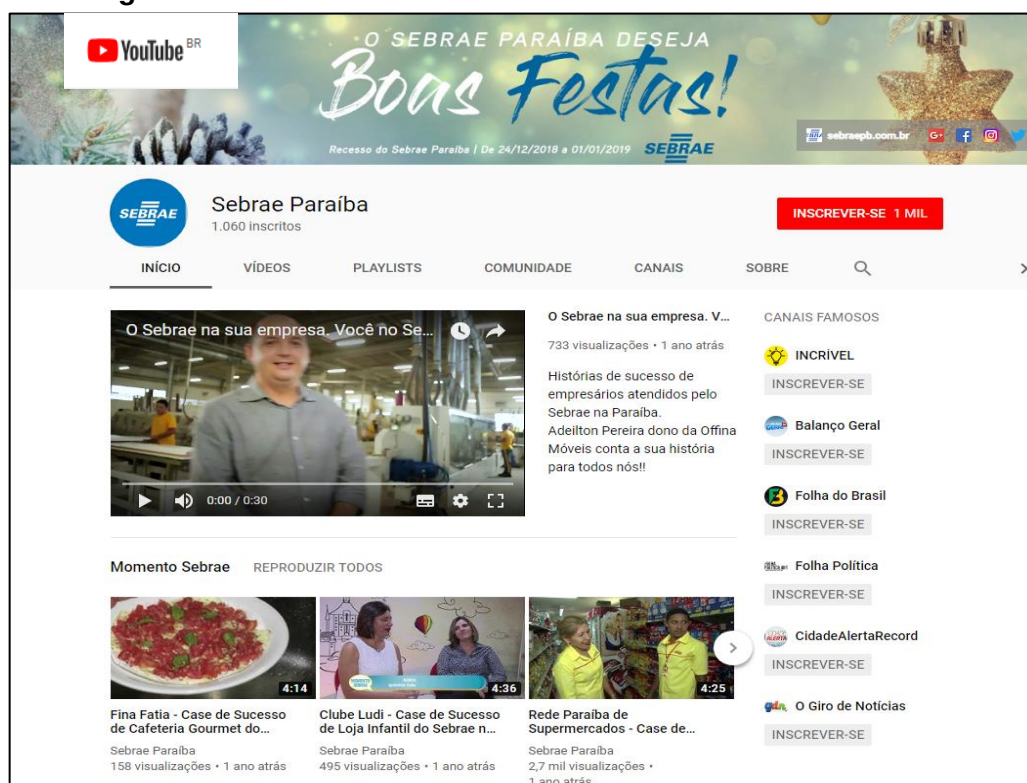 YouTube BR
O SEBRAE PARAÍBA DESEJA
Boas Festas!
Recesso do Sebrae Paraíba | De 24/12/2018 a 01/01/2019 SEBRAE
sebraepb.com.br
SEBRAE
Sebrae Paraíba
1.060 inscritos
INSCREVER-SE 1 MIL
INÍCIO VÍDEOS PLAYLISTS COMUNIDADE CANAIS SOBRE
O Sebrae na sua empresa. Você no Se...
0:00 / 0:30
O Sebrae na sua empresa. V...
733 visualizações • 1 ano atrás
Histórias de sucesso de
empresários atendidos pelo
Sebrae na Paraíba.
Adeilton Pereira dono da Offina
Móveis conta a sua história
para todos nós!!
CANAIS FAMOSOS
INCRÍVEL
INSCREVER-SE
Balanço Geral
INSCREVER-SE
Folha do Brasil
INSCREVER-SE
Folha Política
INSCREVER-SE
CidadeAlertaRecord
INSCREVER-SE
O Giro de Notícias
INSCREVER-SE
Momento Sebrae REPRODUZIR TODOS
4:14
Fina Fatia - Case de Sucesso
de Cafeteria Gourmet do...
Sebrae Paraíba
158 visualizações • 1 ano atrás
4:36
Clube Ludi - Case de Sucesso
de Loja Infantil do Sebrae n...
Sebrae Paraíba
495 visualizações • 1 ano atrás
4:25
Rede Paraíba de
Supermercados - Case de...
Sebrae Paraíba
2,7 mil visualizações •
1 ano atrás